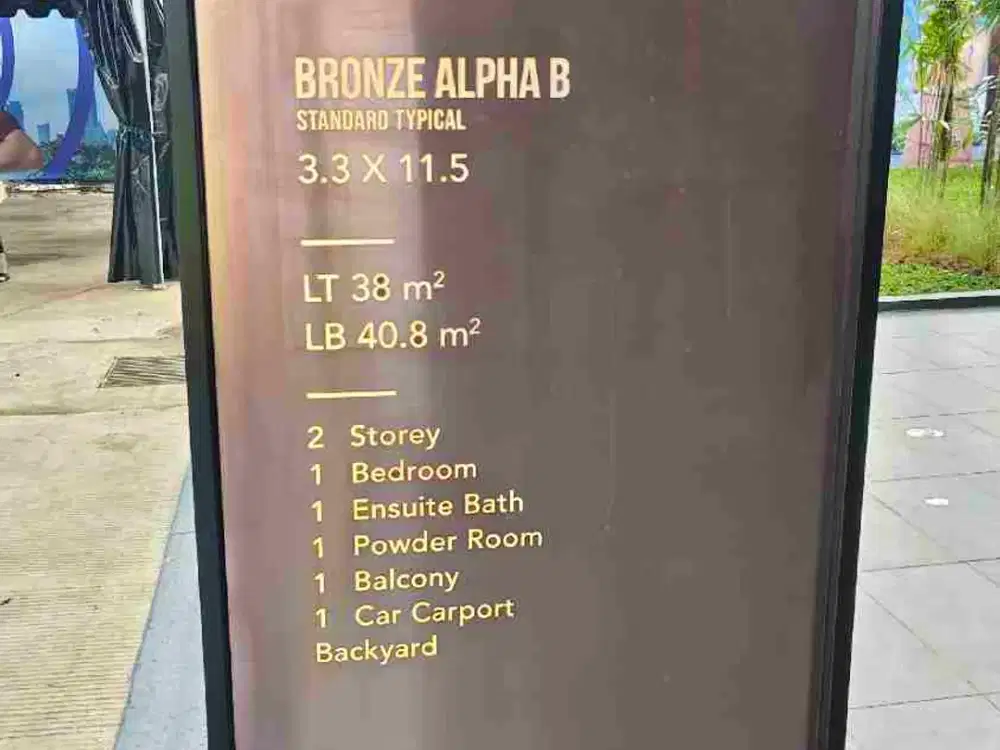 BRONZE ALPHA B
STANDARD TYPICAL
3.3 X 11.5
LT 38 m²
LB 40.8 m²
2 Storey
1 Bedroom
1 Ensuite Bath
1 Powder Room
1 Balcony
1 Car Carport
Backyard